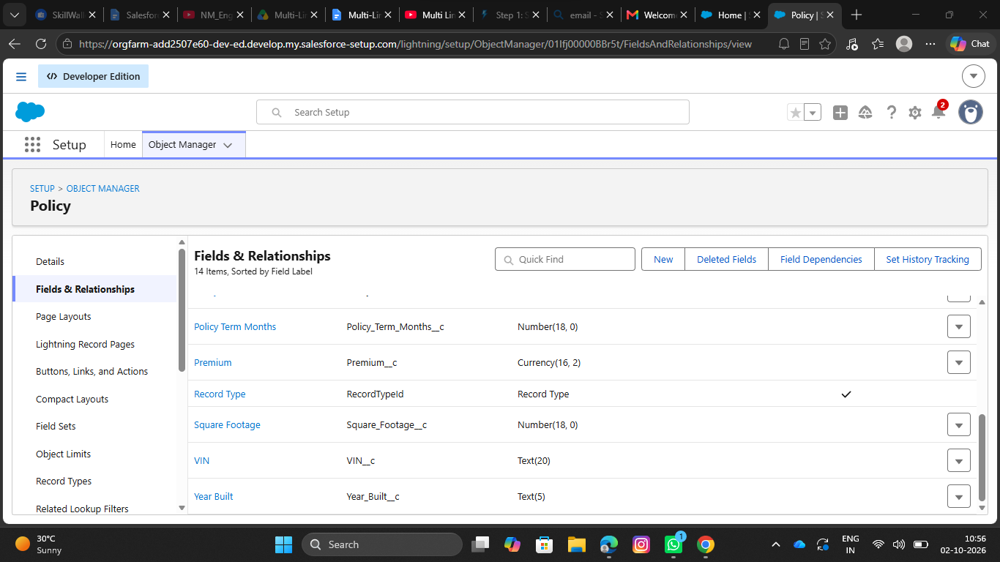 SkillWall
Salesforc
NM_Eng
Multi-Lin
Multi-Lin
Multi Lin
Step 1: S
email - S
Welcome
Home | S
Policy | S
https://orgfarm-add2507e60-dev-ed.develop.my.salesforce-setup.com/lightning/setup/ObjectManager/01Ifj00000BBr5t/FieldsAndRelationships/view
Chat
Developer Edition
Search Setup
2
Setup
Home
Object Manager
SETUP > OBJECT MANAGER
Policy
Details
Fields & Relationships
Page Layouts
Lightning Record Pages
Buttons, Links, and Actions
Compact Layouts
Field Sets
Object Limits
Record Types
Related Lookup Filters
Fields & Relationships
14 Items, Sorted by Field Label
Quick Find
New
Deleted Fields
Field Dependencies
Set History Tracking
Policy Term Months Policy_Term_Months__c Number(18, 0)
Premium Premium__c Currency(16, 2)
Record Type RecordTypeId Record Type
Square Footage Square_Footage__c Number(18, 0)
VIN VIN__c Text(20)
Year Built Year_Built__c Text(5)
30°C
Sunny
Search
1
ENG
IN
10:56
02-10-2026